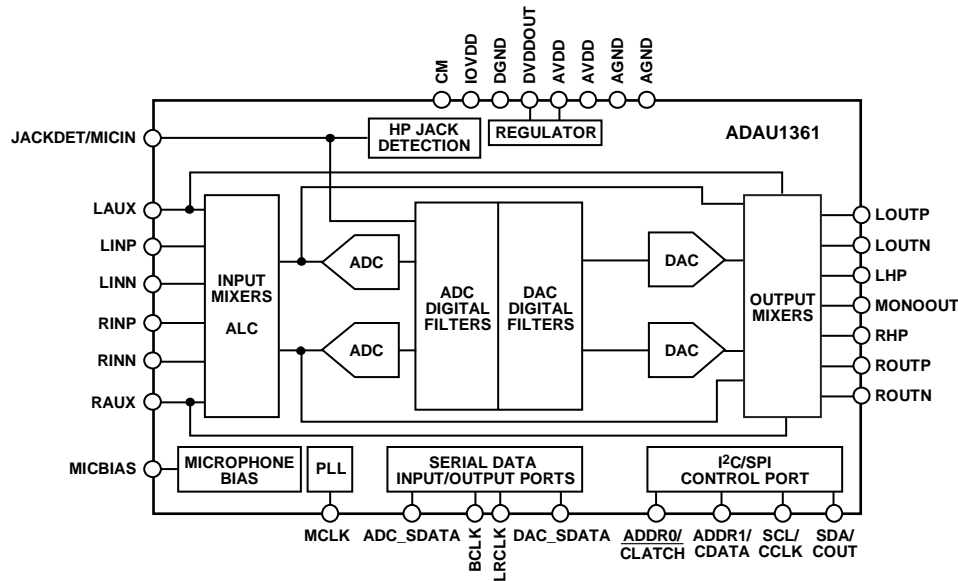 CM
IOVDD
DGND
DVDDOUT
AVDD
AVDD
AGND
AGND
JACKDET/MICIN
HP JACK
DETECTION
REGULATOR
ADAU1361
LAUX
LINP
LINN
RINP
RINN
RAUX
INPUT
MIXERS
ALC
ADC
ADC
ADC
DIGITAL
FILTERS
DAC
DIGITAL
FILTERS
DAC
DAC
OUTPUT
MIXERS
LOUTP
LOUTN
LHP
MONOOUT
RHP
ROUTP
ROUTN
MICBIAS
MICROPHONE
BIAS
PLL
SERIAL DATA
INPUT/OUTPUT PORTS
I²C/SPI
CONTROL PORT
MCLK
ADC_SDATA
BCLK
LRCLK
DAC_SDATA
ADDR0/
CLATCH
ADDR1/
CDATA
SCL/
CCLK
SDA/
COUT